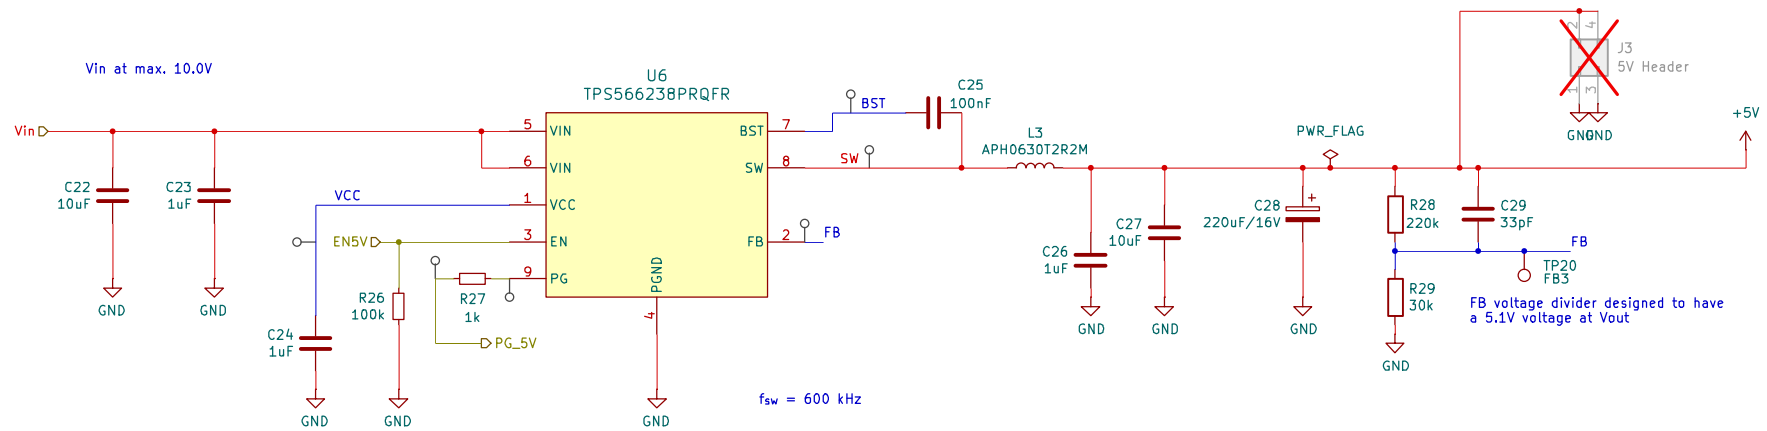 Vin at max. 10.0V
U6
TPS566238PRQFR
Vin
C22
10uF
C23
1uF
VCC
EN5V
C24
1uF
R26
100k
R27
1k
PG_5V
5
VIN
6
VIN
1
VCC
3
EN
9
PG
PGND
4
BST
7
SW
8
FB
2
BST
C25
100nF
SW
FB
L3
APH0630T2R2M
C26
1uF
C27
10uF
PWR_FLAG
C28
220uF/16V
+
R28
220k
C29
33pF
FB
R29
30k
TP20
FB3
FB voltage divider designed to have
a 5.1V voltage at Vout
J3
5V Header
2
4
1
3
+5V
fsw = 600 kHz
GND
GND
GND
GND
GND
GND
GND
GND
GND
GND
GND